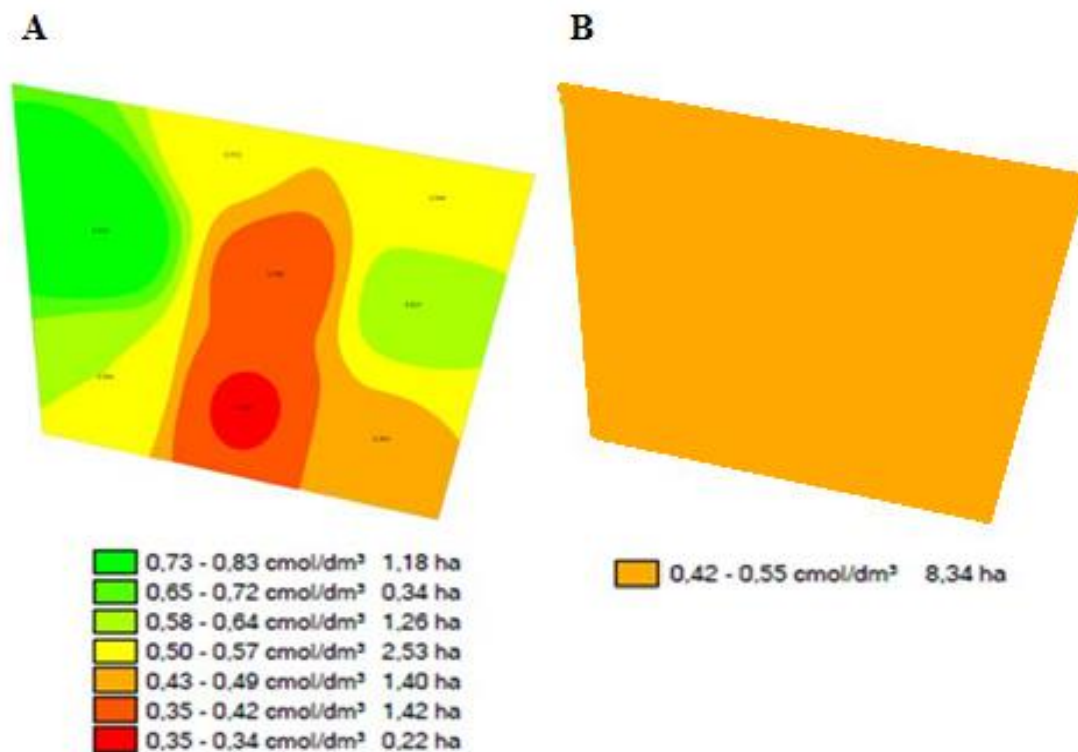 A
B
0,73 - 0,83 cmol/dm³ 1,18 ha
0,65 - 0,72 cmol/dm³ 0,34 ha
0,58 - 0,64 cmol/dm³ 1,26 ha
0,50 - 0,57 cmol/dm³ 2,53 ha
0,43 - 0,49 cmol/dm³ 1,40 ha
0,35 - 0,42 cmol/dm³ 1,42 ha
0,35 - 0,34 cmol/dm³ 0,22 ha
0,42 - 0,55 cmol/dm³ 8,34 ha